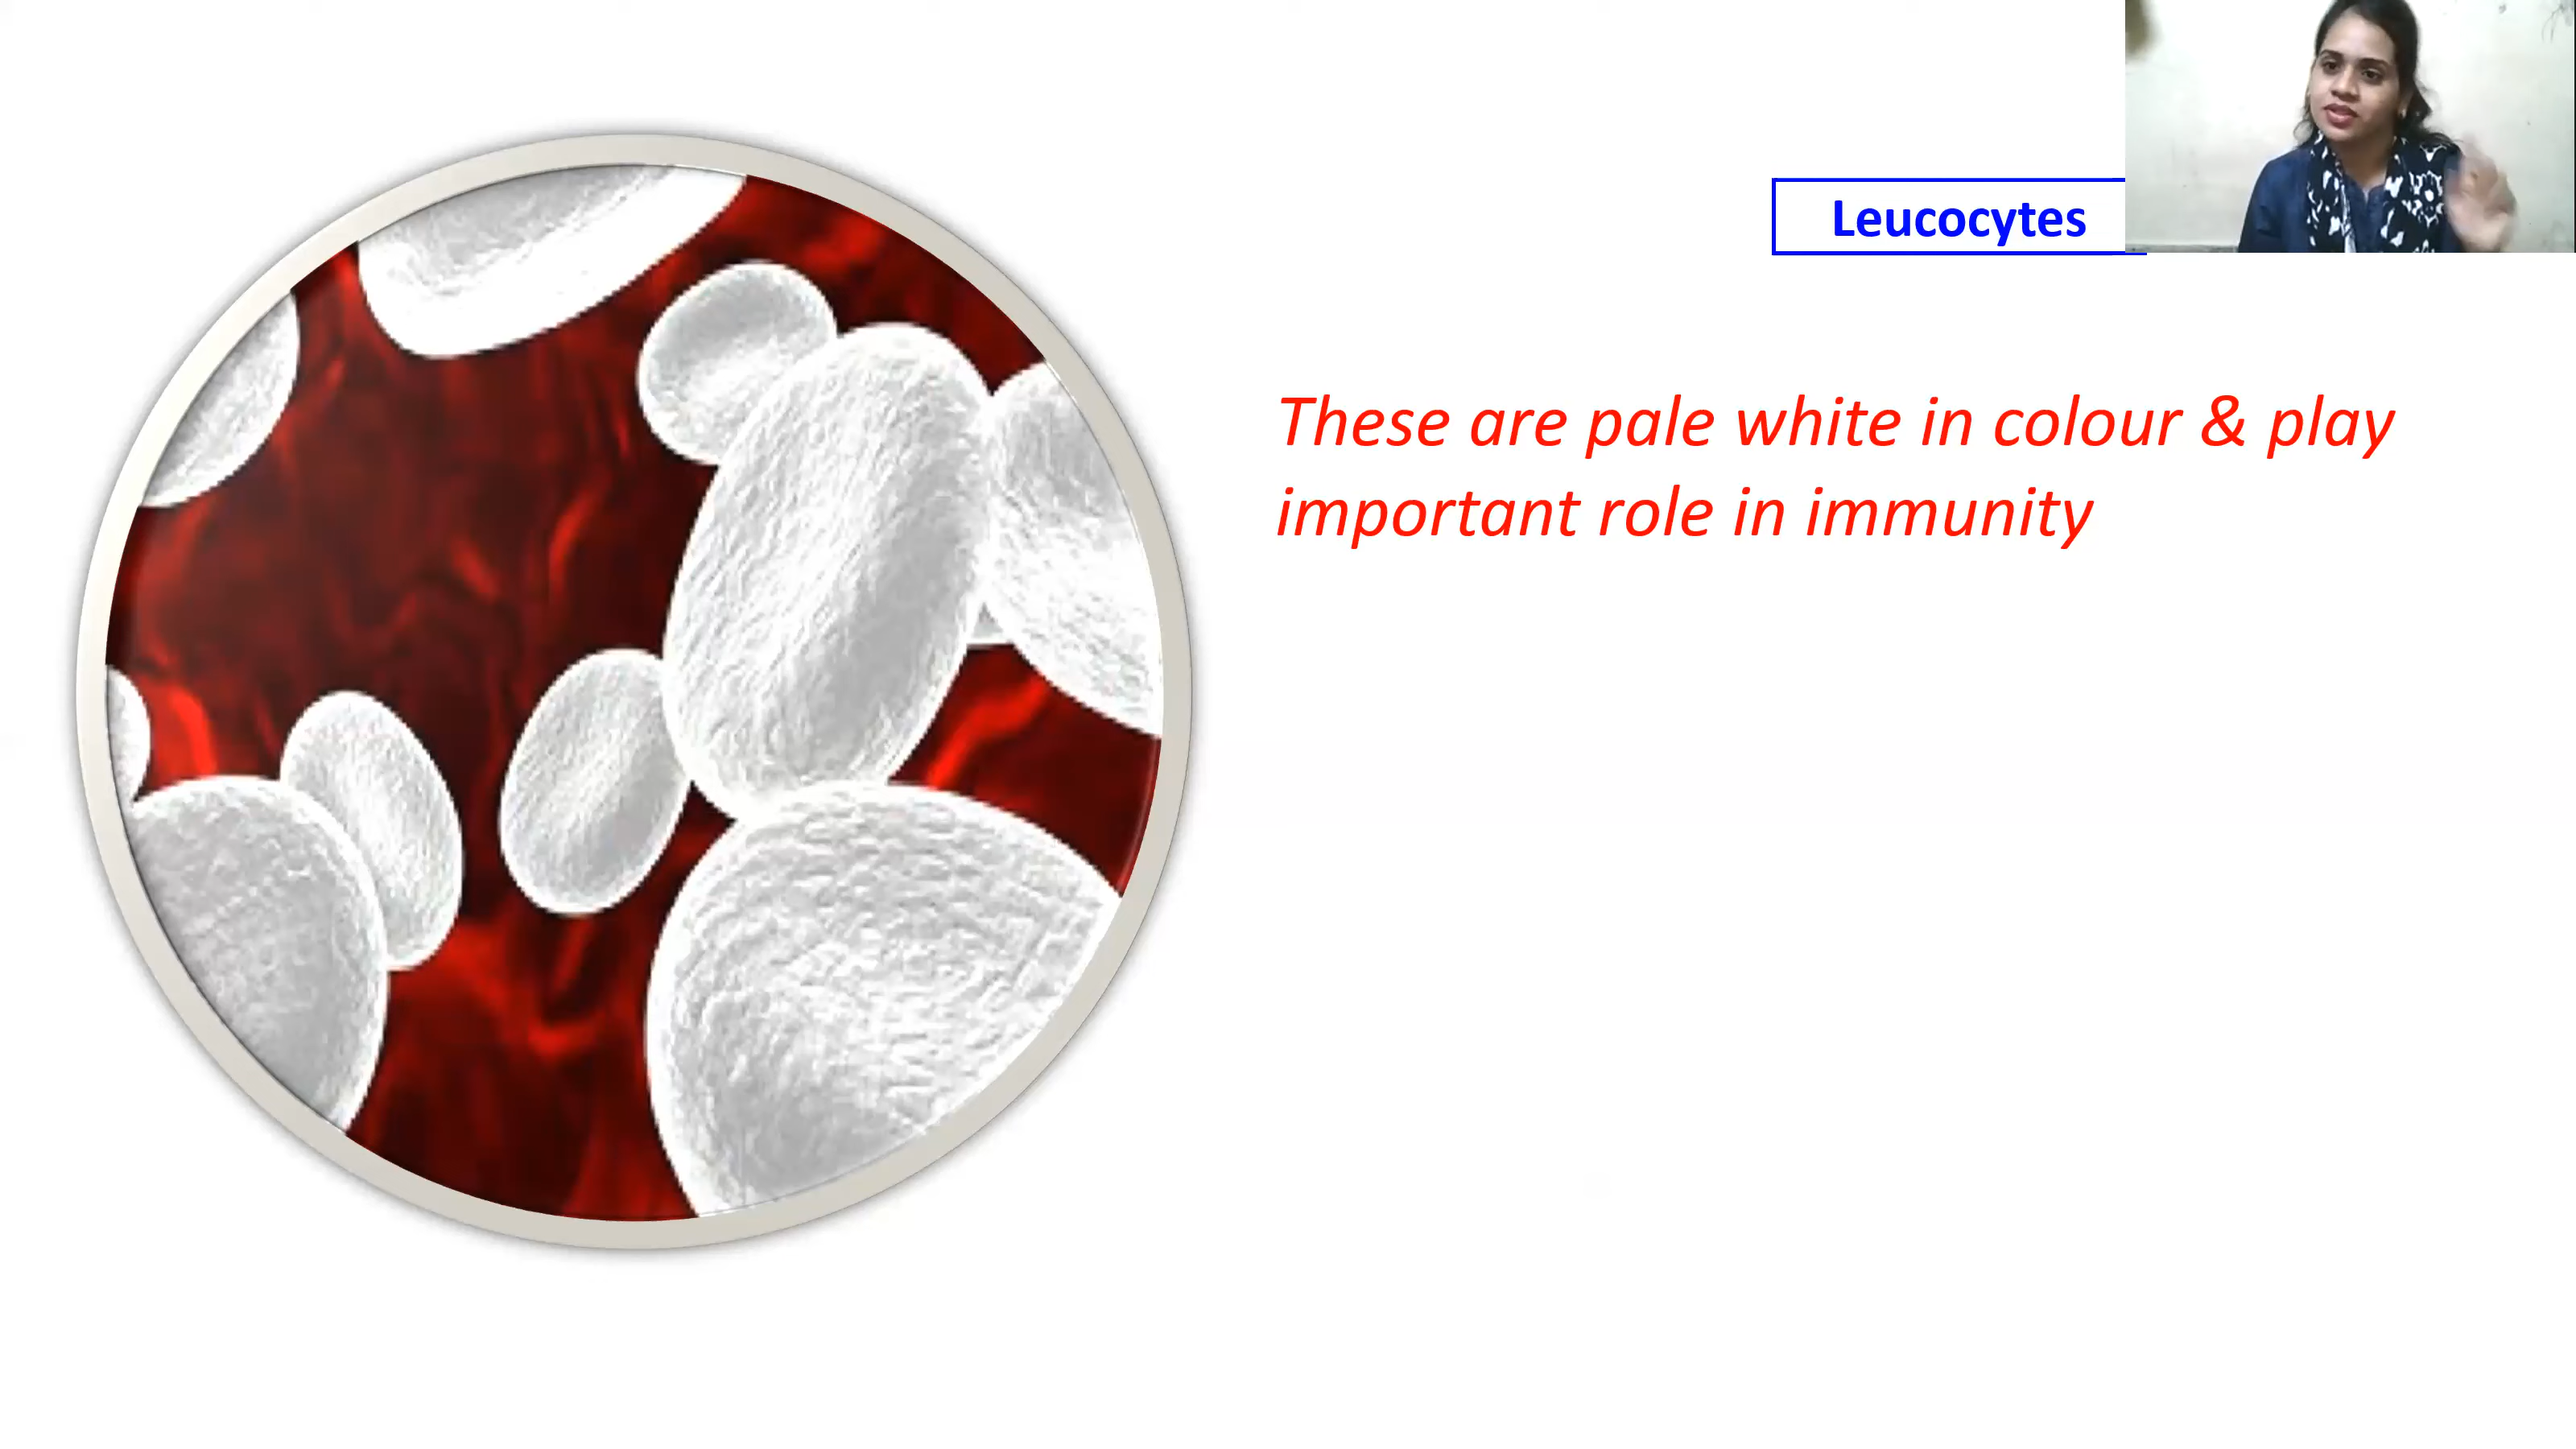 Leucocytes
These are pale white in colour & play
important role in immunity